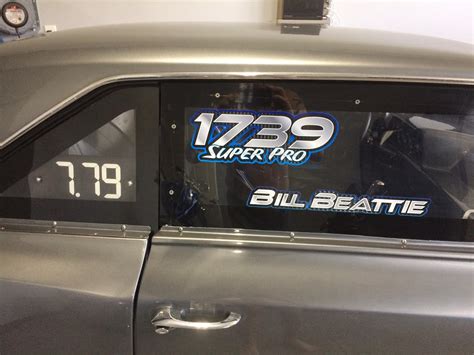 1739
SUPER PRO
7.79
BILL BEATTIE